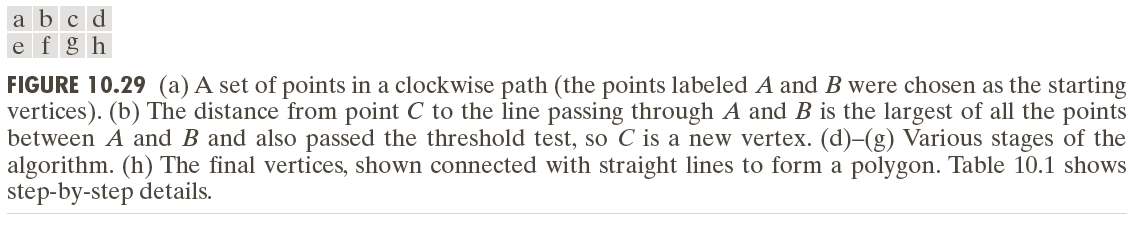 a b c d
e f g h
FIGURE 10.29 (a) A set of points in a clockwise path (the points labeled A and B were chosen as the starting
vertices). (b) The distance from point C to the line passing through A and B is the largest of all the points
between A and B and also passed the threshold test, so C is a new vertex. (d)–(g) Various stages of the
algorithm. (h) The final vertices, shown connected with straight lines to form a polygon. Table 10.1 shows
step-by-step details.